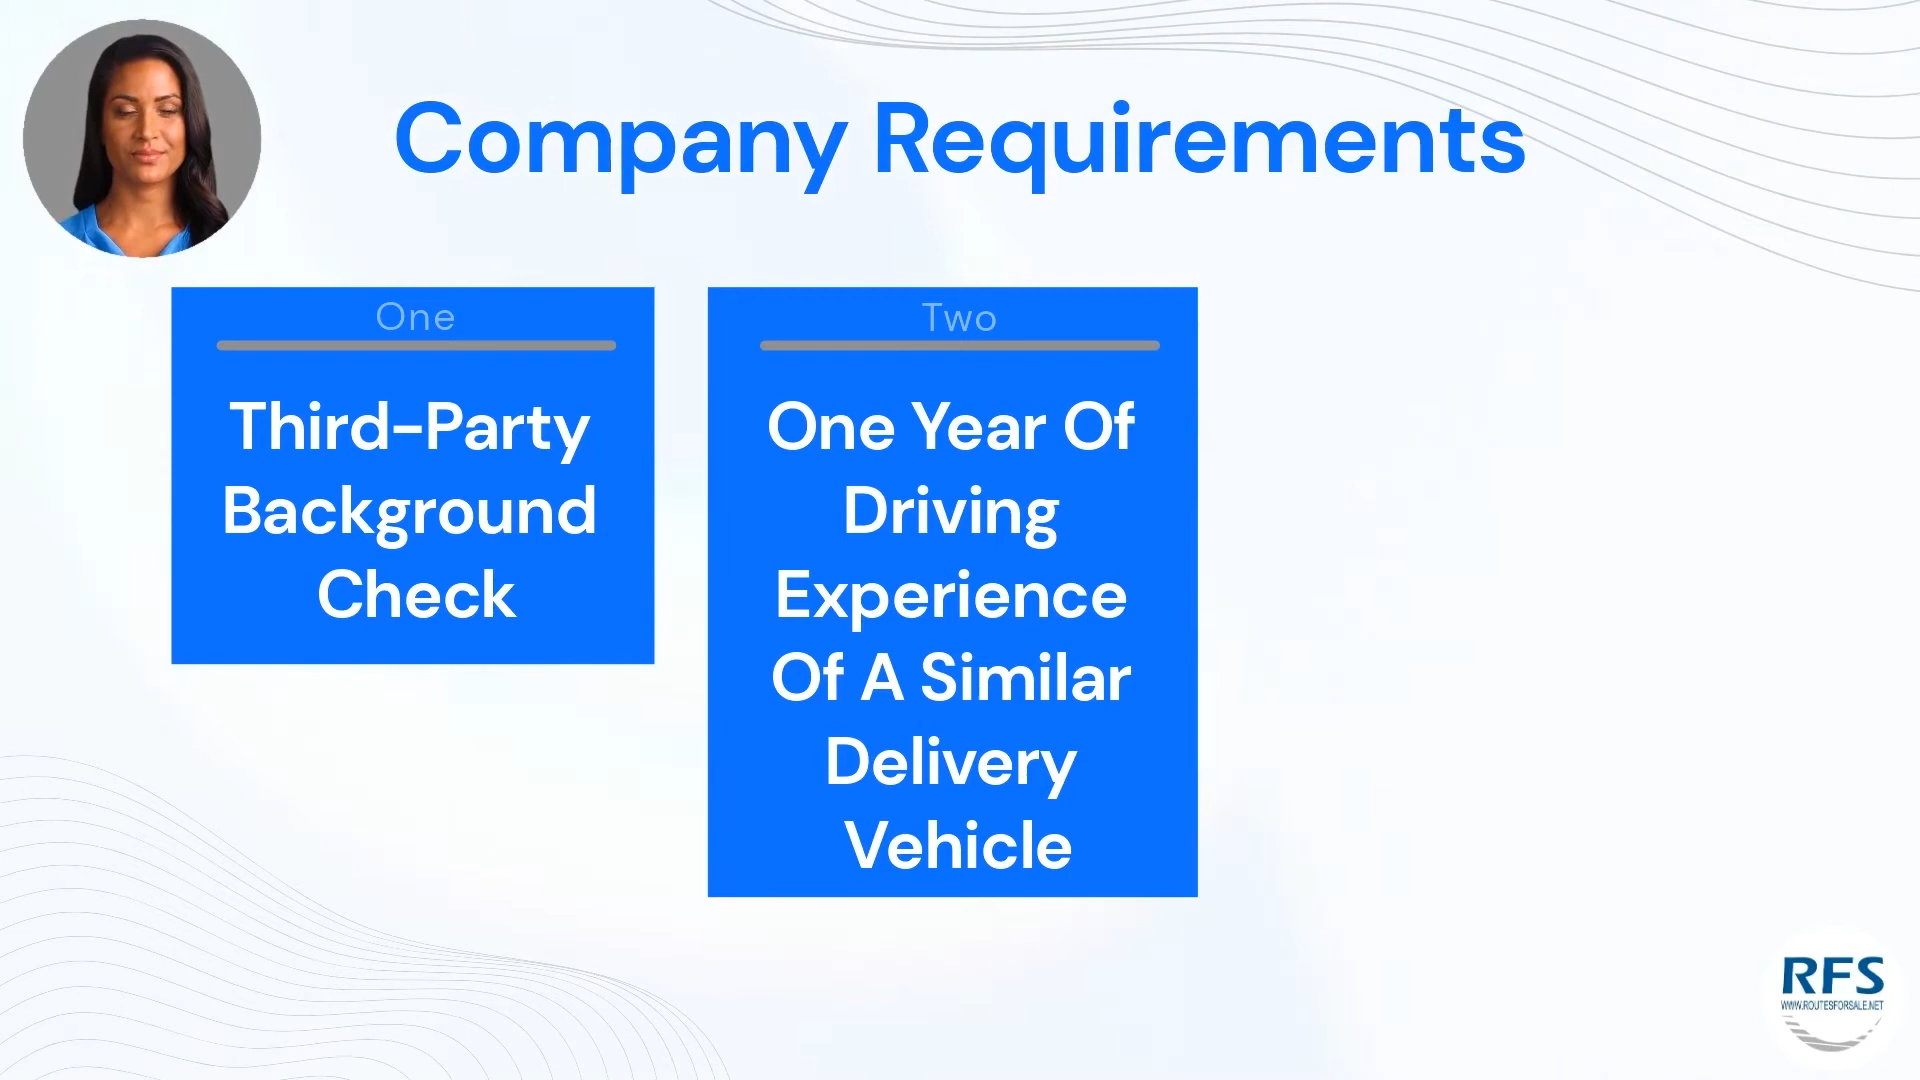 Company Requirements
One
Third-Party
Background
Check
Two
One Year Of
Driving
Experience
Of A Similar
Delivery
Vehicle
RFS
WWW.ROUTESFORSALE.NET